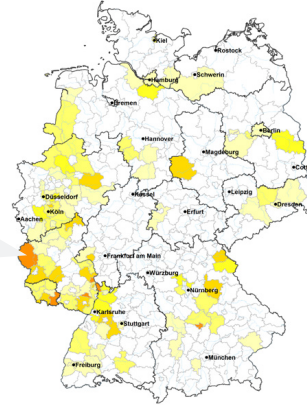 Kiel
Rostock
Hamburg
Schwerin
Bremen
Berlin
Hannover
Magdeburg
Cott
Düsseldorf
Kassel
Leipzig
Dresden
Köln
Aachen
Erfurt
Frankfurt am Main
Würzburg
Nürnberg
Karlsruhe
Stuttgart
München
Freiburg